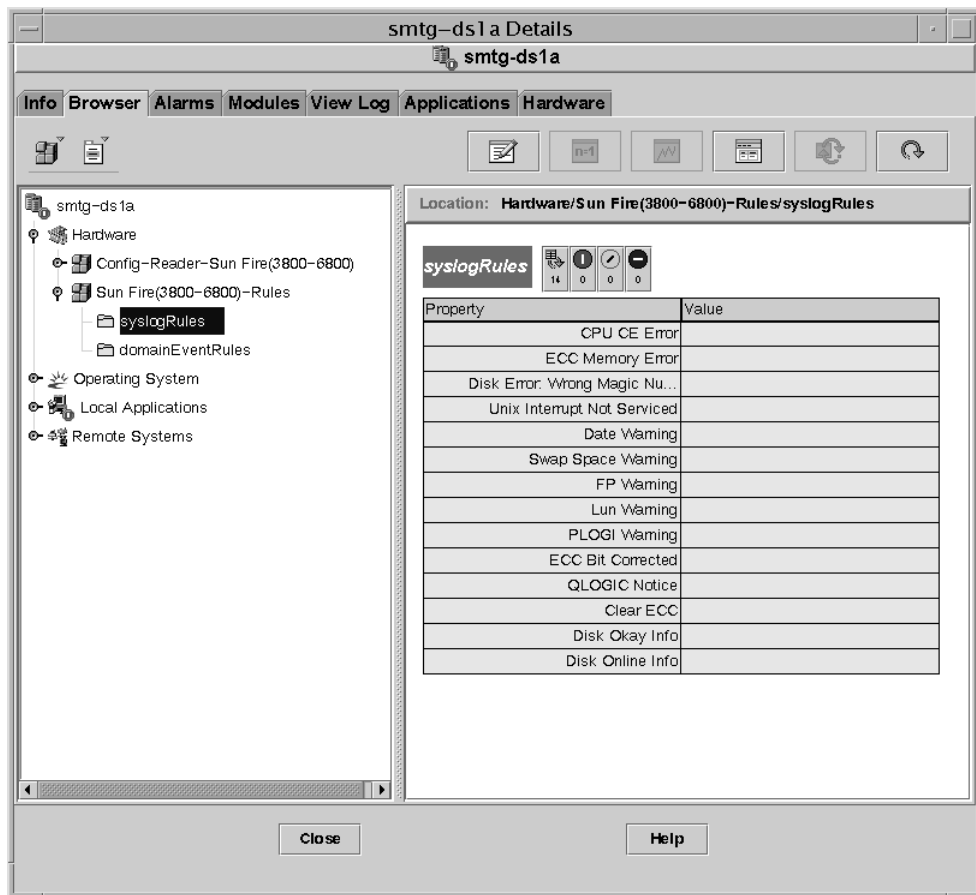 smtg-ds1a Details
smtg-ds1a
Info Browser Alarms Modules View Log Applications Hardware
n=1
smtg-ds1a
Hardware
Config-Reader-Sun Fire(3800-6800)
Sun Fire(3800-6800)-Rules
syslogRules
domainEventRules
Operating System
Local Applications
Remote Systems
Location: Hardware/Sun Fire(3800-6800)-Rules/syslogRules
syslogRules
14 0 0 0
Property Value
CPU CE Error
ECC Memory Error
Disk Error: Wrong Magic Nu...
Unix Interrupt Not Serviced
Date Warning
Swap Space Warning
FP Warning
Lun Warning
PLOGI Warning
ECC Bit Corrected
QLOGIC Notice
Clear ECC
Disk Okay Info
Disk Online Info
Close Help